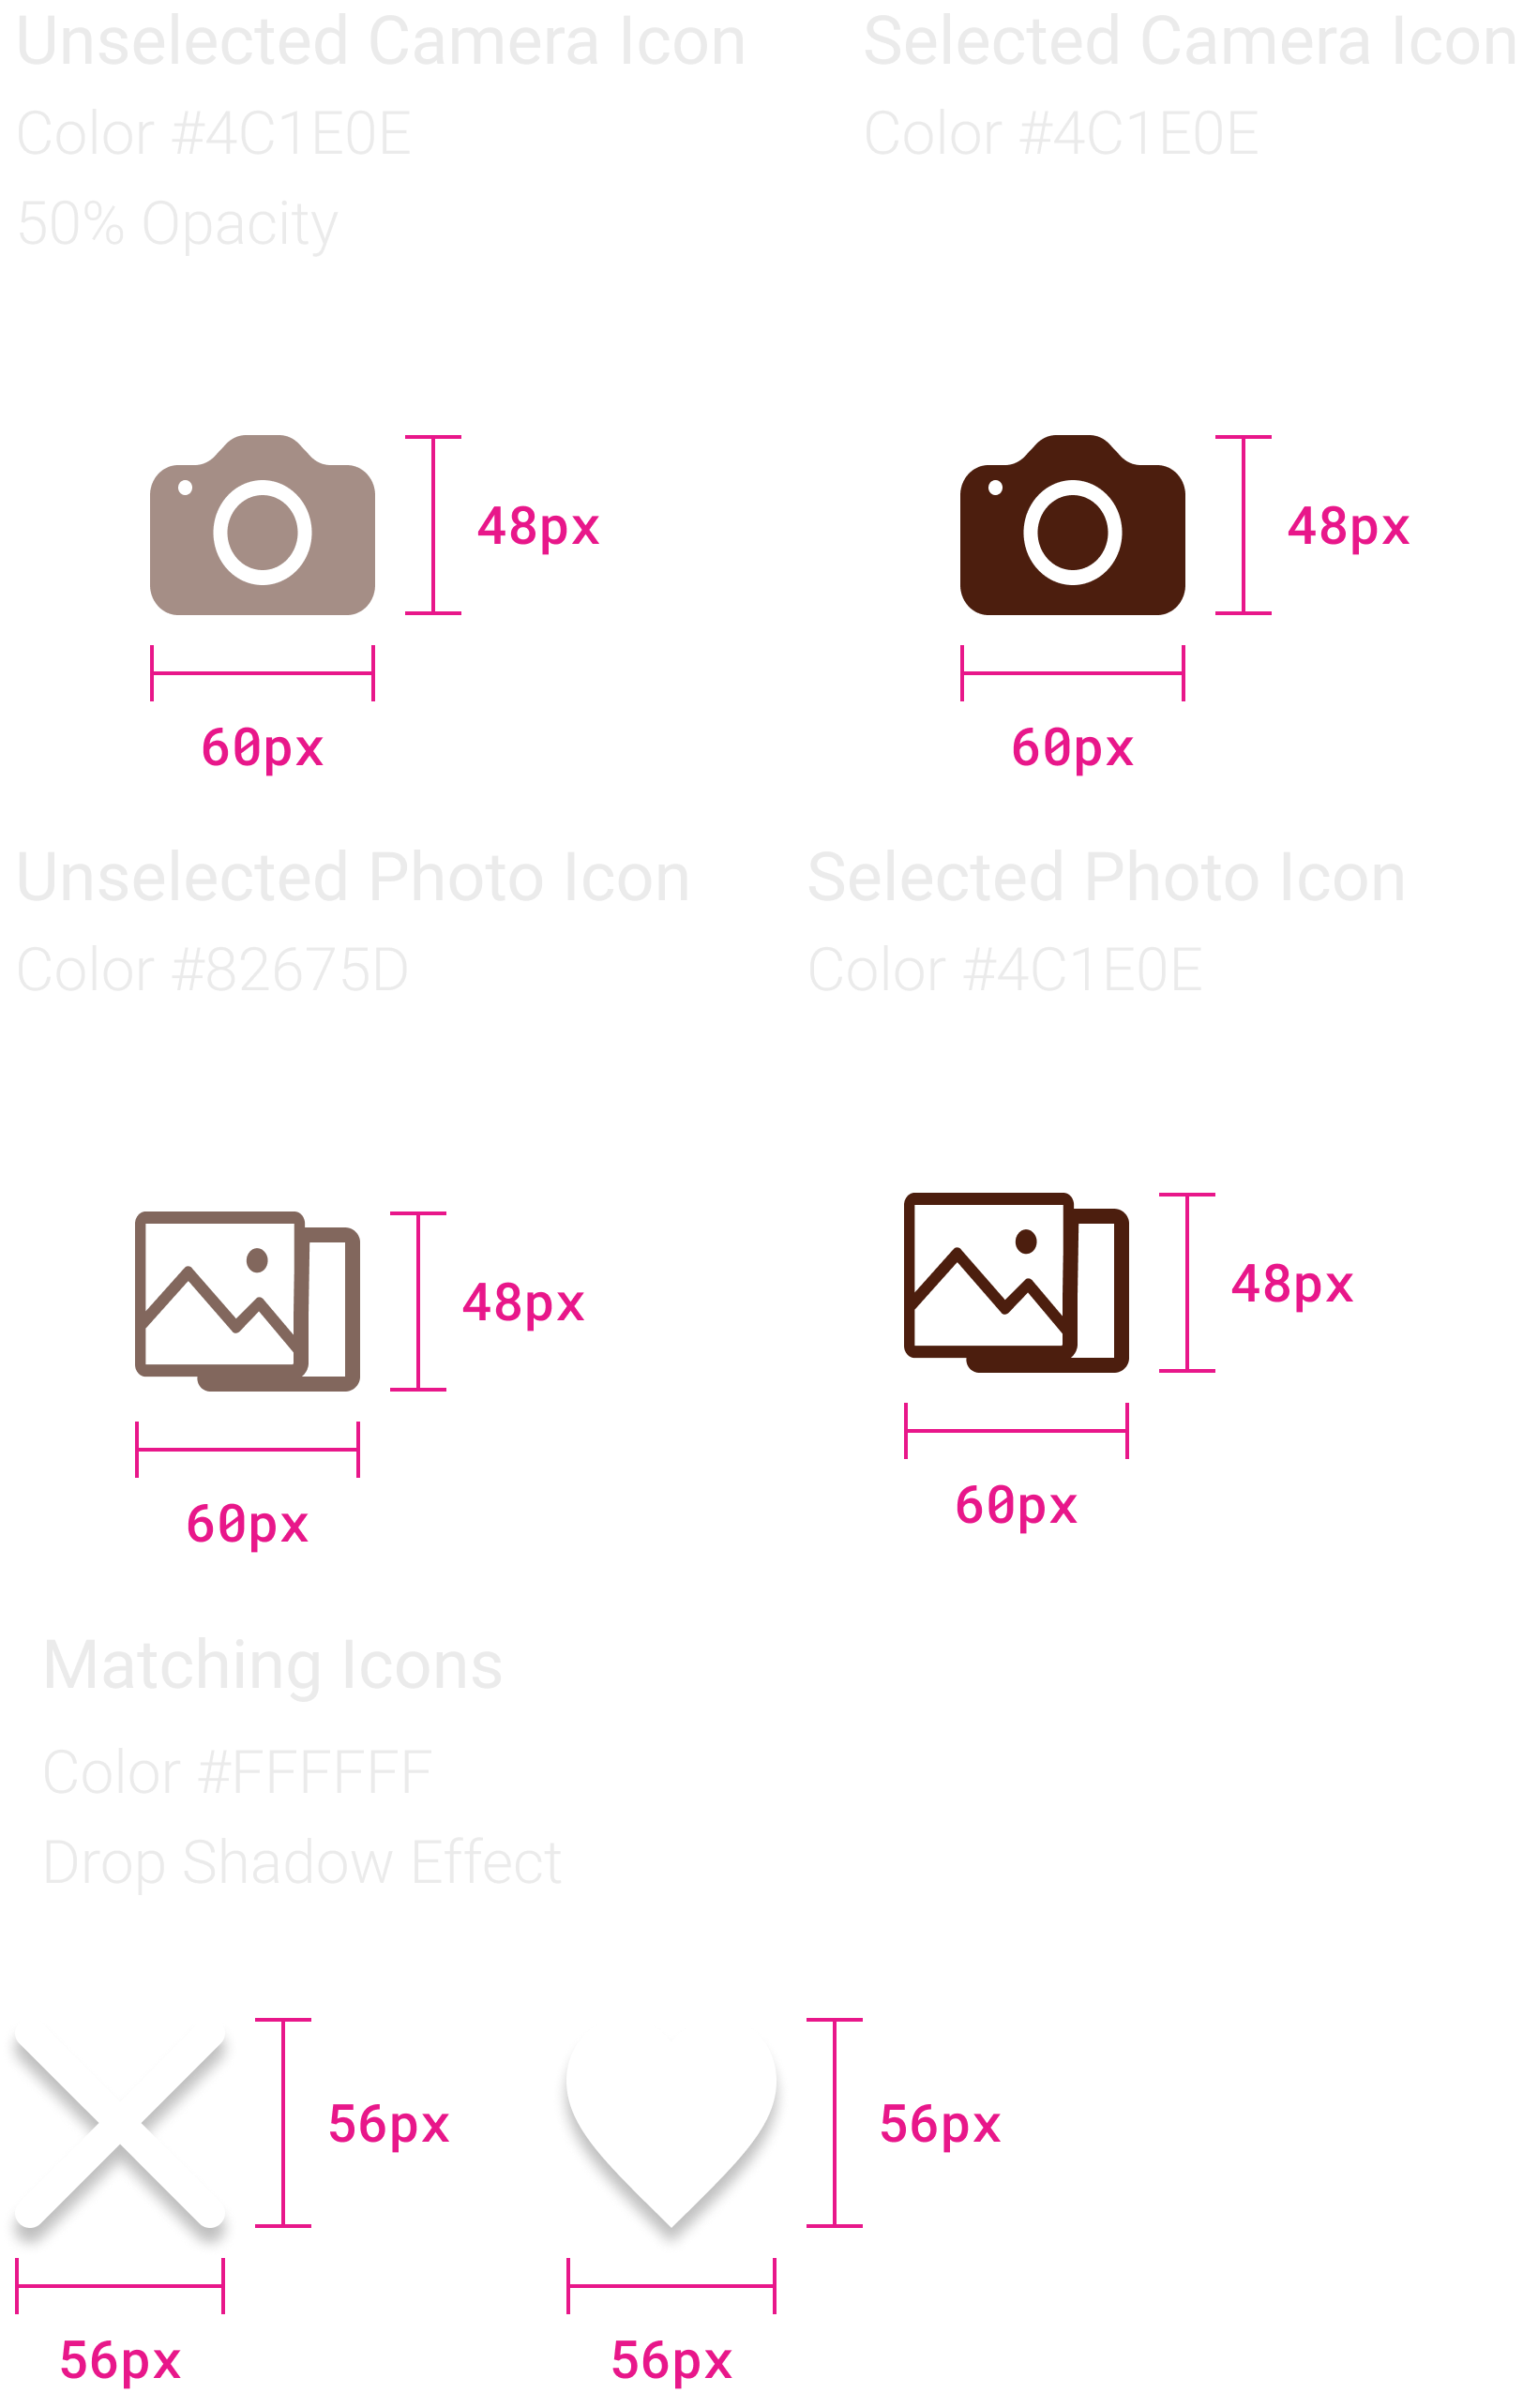 Unselected Camera Icon
Color #4C1E0E
50% Opacity
Selected Camera Icon
Color #4C1E0E
48px
60px
48px
60px
Unselected Photo Icon
Color #82675D
Selected Photo Icon
Color #4C1E0E
48px
60px
48px
60px
Matching Icons
Color #FFFFFF
Drop Shadow Effect
56px
56px
56px
56px